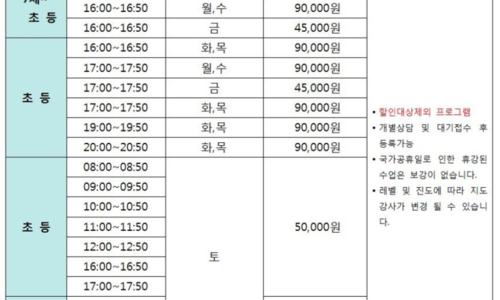 초 등
16:00~16:50 월,수 90,000원
16:00~16:50 금 45,000원
초 등
16:00~16:50 화,목 90,000원
17:00~17:50 월,수 90,000원
17:00~17:50 금 45,000원
17:00~17:50 화,목 90,000원
19:00~19:50 화,목 90,000원
20:00~20:50 화,목 90,000원
초 등
08:00~08:50
09:00~09:50
10:00~10:50
11:00~11:50
12:00~12:50
16:00~16:50
17:00~17:50
토
50,000원
• 할인대상제외 프로그램
• 개별상담 및 대기접수 후
등록가능
• 국가공휴일로 인한 휴강된
수업은 보강이 없습니다.
• 레벨 및 진도에 따라 지도
강사가 변경 될 수 있습니
다.